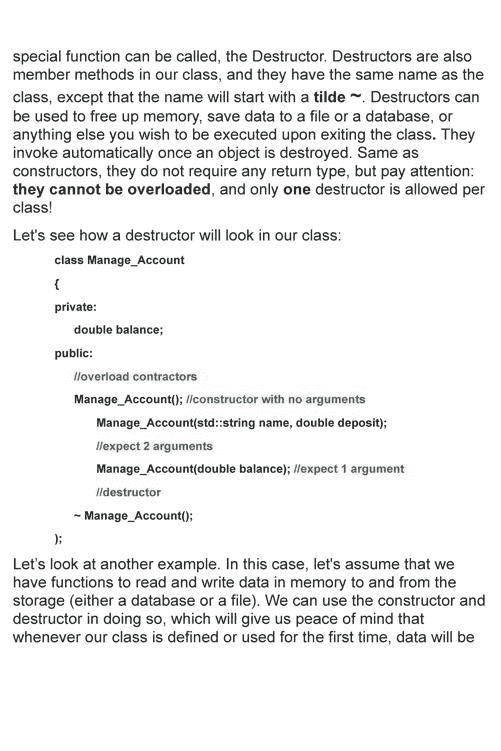 special function can be called, the Destructor. Destructors are also
member methods in our class, and they have the same name as the
class, except that the name will start with a tilde ~. Destructors can
be used to free up memory, save data to a file or a database, or
anything else you wish to be executed upon exiting the class. They
invoke automatically once an object is destroyed. Same as
constructors, they do not require any return type, but pay attention:
they cannot be overloaded, and only one destructor is allowed per
class!
Let's see how a destructor will look in our class:
class Manage_Account
{
private:
double balance;
public:
//overload contractors
Manage_Account(); //constructor with no arguments
Manage_Account(std::string name, double deposit);
//expect 2 arguments
Manage_Account(double balance); //expect 1 argument
//destructor
~ Manage_Account();
);
Let’s look at another example. In this case, let's assume that we
have functions to read and write data in memory to and from the
storage (either a database or a file). We can use the constructor and
destructor in doing so, which will give us peace of mind that
whenever our class is defined or used for the first time, data will be